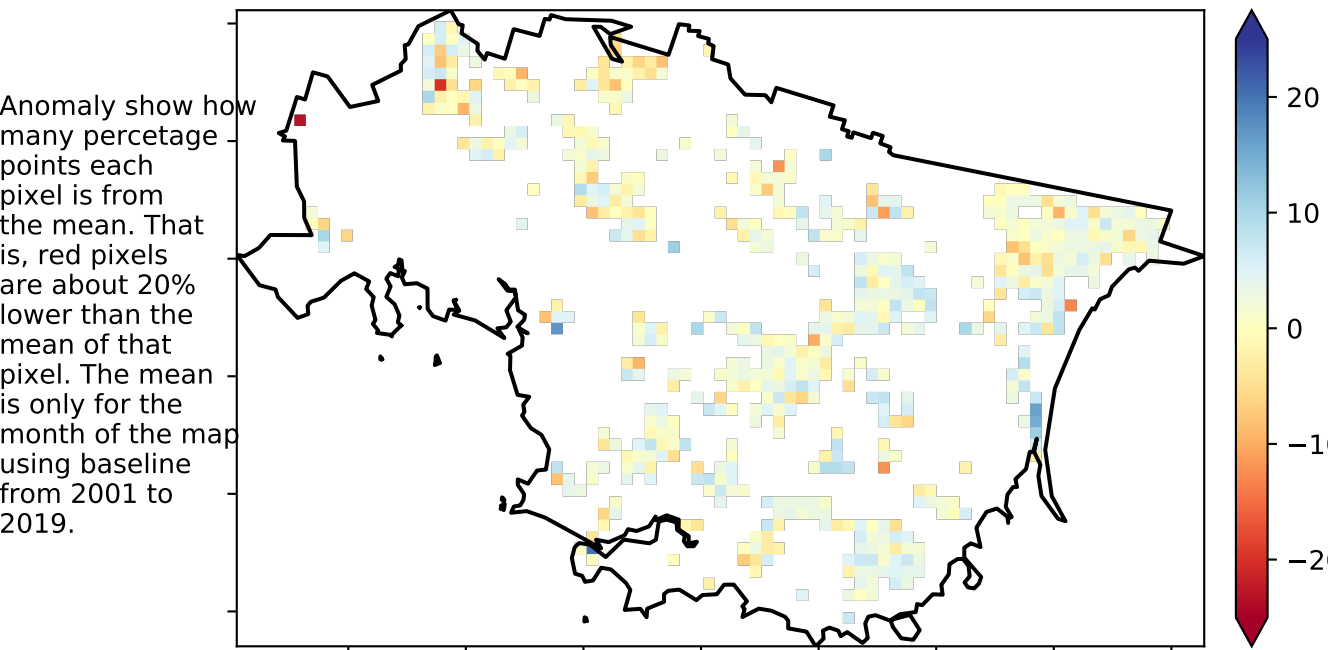 Anomaly show how
many percetage
points each
pixel is from
the mean. That
is, red pixels
are about 20%
lower than the
mean of that
pixel. The mean
is only for the
month of the map
using baseline
from 2001 to
2019.
20
10
0
−10
−20